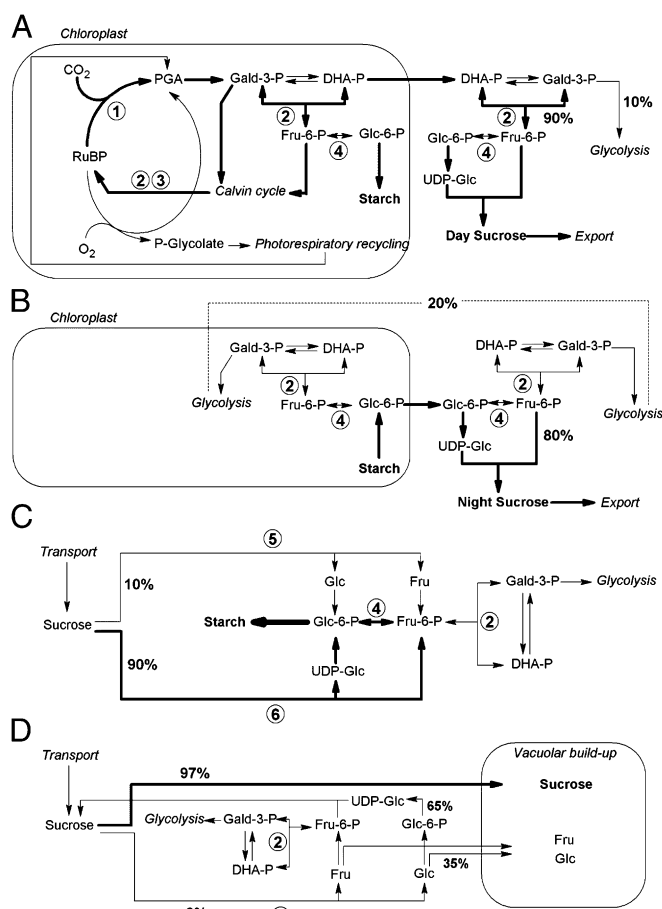 A
Chloroplast
CO2 PGA Gald-3-P DHA-P DHA-P Gald-3-P
1 2 2 90% 10%
Fru-6-P Glc-6-P Glc-6-P Fru-6-P
4 4 Glycolysis
RuBP UDP-Glc
2 3 Calvin cycle Starch
O2 P-Glycolate Photorespiratory recycling Day Sucrose Export
B
20%
Chloroplast
Gald-3-P DHA-P DHA-P Gald-3-P
2 2
Glycolysis Fru-6-P Glc-6-P Glc-6-P Fru-6-P Glycolysis
4 4
UDP-Glc 80%
Starch
Night Sucrose Export
C
5
Transport
10% Glc Fru Gald-3-P Glycolysis
Sucrose Starch Glc-6-P 4 Fru-6-P 2
90% UDP-Glc DHA-P
6
D
Transport Vacuolar build-up
97% Sucrose
UDP-Glc 65%
Sucrose Glycolysis Gald-3-P Fru-6-P Glc-6-P
2 Fru
DHA-P Fru Glc 35% Glc